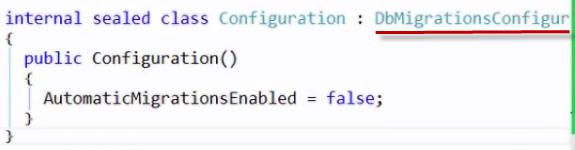 internal sealed class Configuration : DbMigrationsConfigur
{
public Configuration()
{
AutomaticMigrationsEnabled = false;
}
}